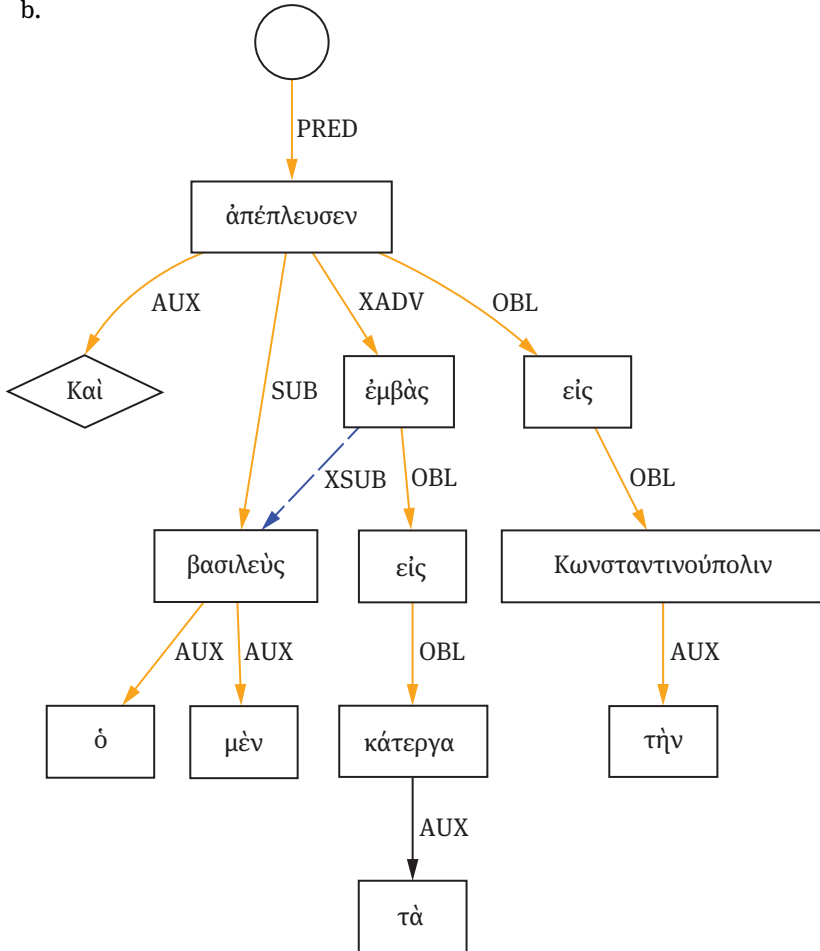 b.
PRED
ἀπέπλευσεν
AUX
XADV
OBL
Καὶ
SUB
ἐμβὰς
εἰς
XSUB
OBL
OBL
βασιλεὺς
εἰς
Κωνσταντινούπολιν
AUX
AUX
OBL
AUX
ὁ
μὲν
κάτεργα
τὴν
AUX
τὰ